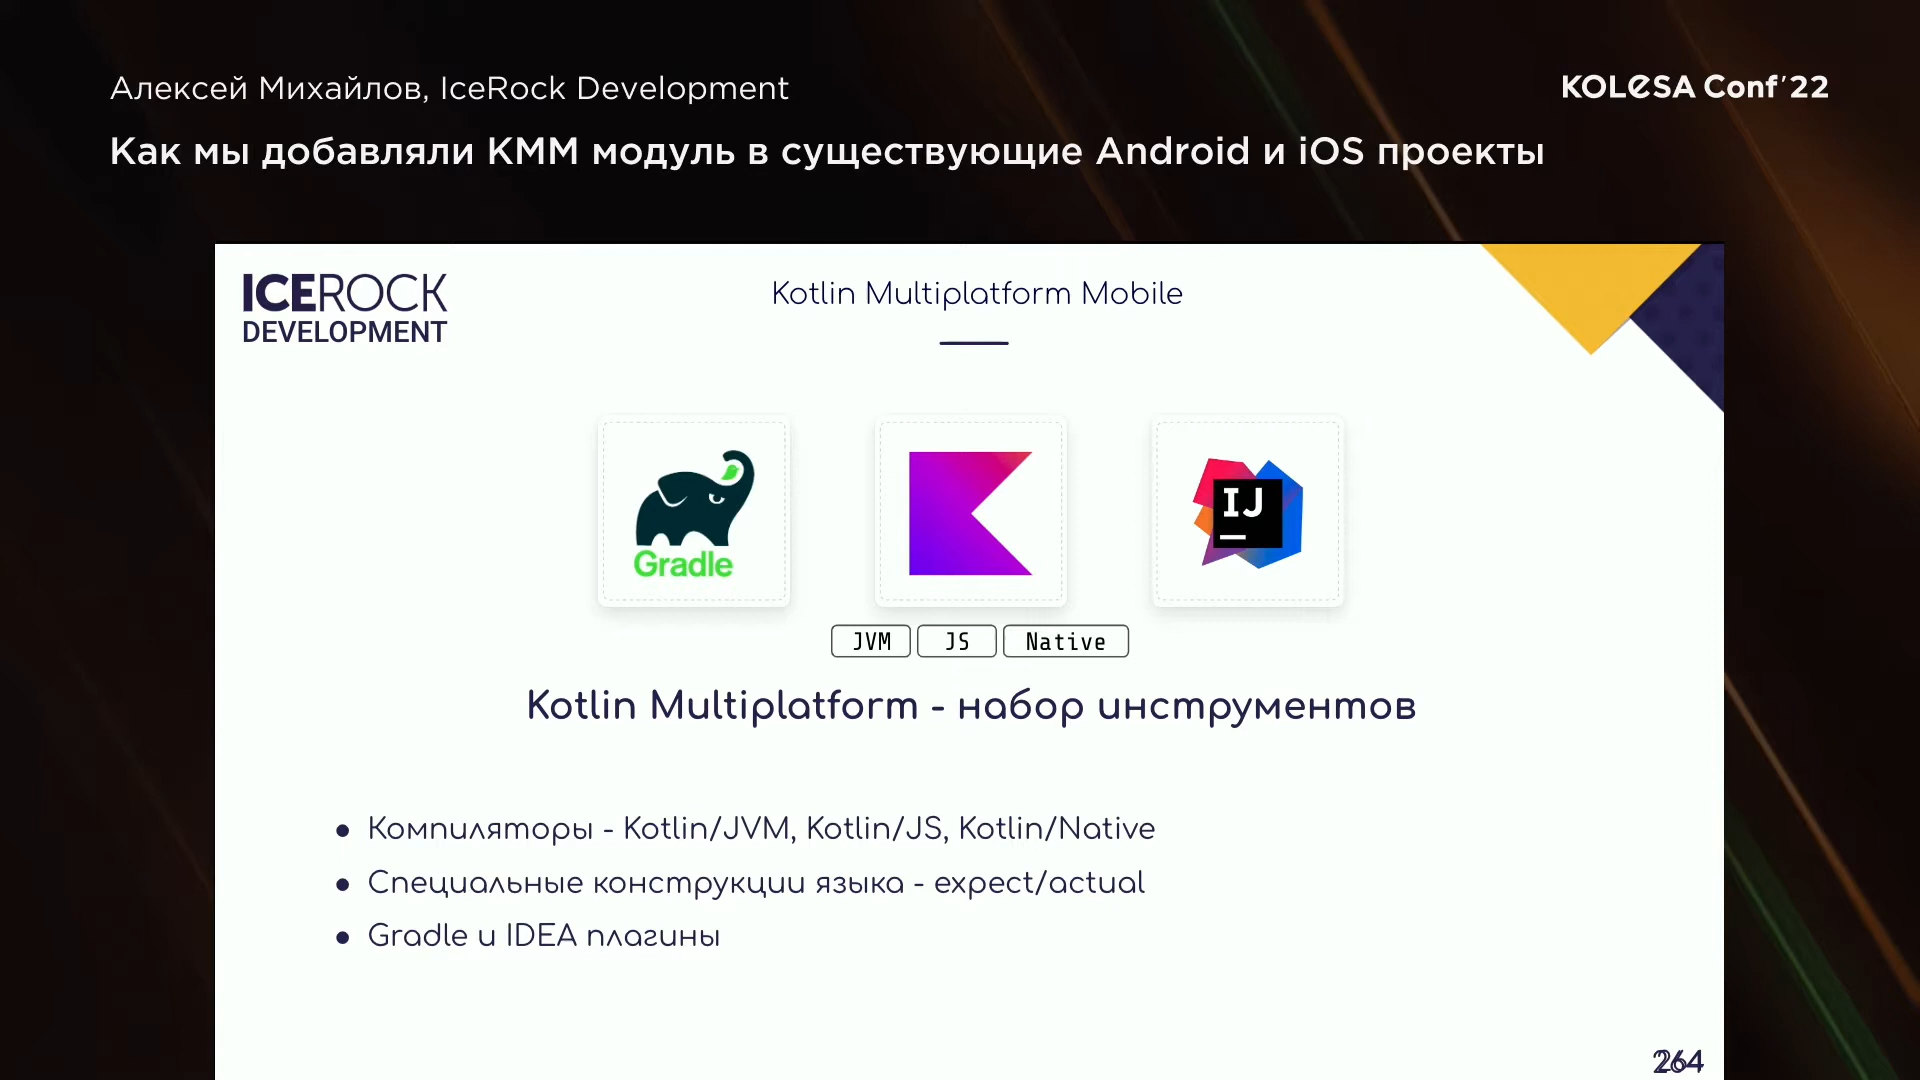 Алексей Михайлов, IceRock Development
KOLESA Conf'22
Как мы добавляли KMM модуль в существующие Android и iOS проекты
ICEROCK
DEVELOPMENT
Kotlin Multiplatform Mobile
Gradle
IJ
JVM JS Native
Kotlin Multiplatform - набор инструментов
● Компиляторы - Kotlin/JVM, Kotlin/JS, Kotlin/Native
● Специальные конструкции языка - expect/actual
● Gradle и IDEA плагины